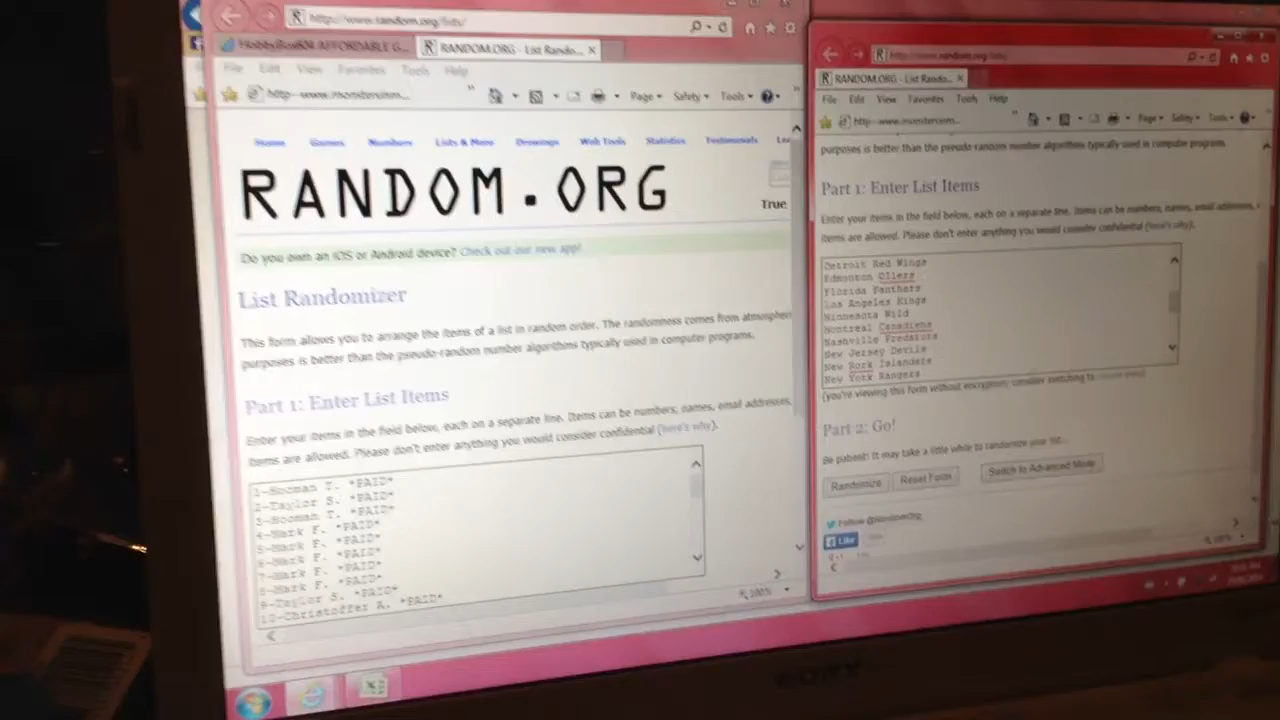 http://www.random.org/lists/
RANDOM.ORG - List Rando...
File Edit View Favorites Tools Help
http--www.monsterinm...
Page Safety Tools
Home Games Numbers Lists & More Drawings Web Tools Statistics Testimonials
RANDOM.ORG
True
Do you own an iOS or Android device? Check out our new app!
List Randomizer
This form allows you to arrange the items of a list in random order. The randomness comes from atmospheri
purposes is better than the pseudo-random number algorithms typically used in computer programs.
Part 1: Enter List Items
Enter your items in the field below, each on a separate line. Items can be numbers, names, email addresses,
items are allowed. Please don't enter anything you would consider confidential (here's why).
1-Rooman T. *PAID*
2-Taylor S. *PAID*
3-Rooman T. *PAID*
4-Mark F. *PAID*
5-Mark F. *PAID*
6-Mark F. *PAID*
7-Mark F. *PAID*
8-Mark F. *PAID*
9-Taylor S. *PAID*
10-Christoffer A. *PAID*
100%
SONY
http://www.random.org/lists
RANDOM.ORG - List Rando...
File Edit View Favorites Tools Help
http--www.monsterinm...
Page Safety Tools
purposes is better than the pseudo-random number algorithms typically used in computer programs.
Part 1: Enter List Items
Enter your items in the field below, each on a separate line. Items can be numbers, names, email addresses,
items are allowed. Please don't enter anything you would consider confidential (here's why).
Detroit Red Wings
Edmonton Oilers
Florida Panthers
Los Angeles Kings
Minnesota Wild
Montreal Canadiens
Nashville Predators
New Jersey Devils
New Rork Islanders
New York Rangers
(you're viewing this form without encryption; consider switching to
Part 2: Go!
Be patient! It may take a little while to randomize your list...
Randomize Reset Form Switch to Advanced Mode
Follow @RandomOrg
Like
100%